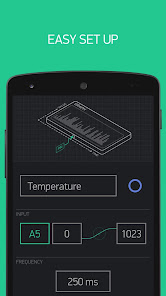 EASY SET UP
Temperature
INPUT
A5 0 1023
FREQUENCY
250 ms